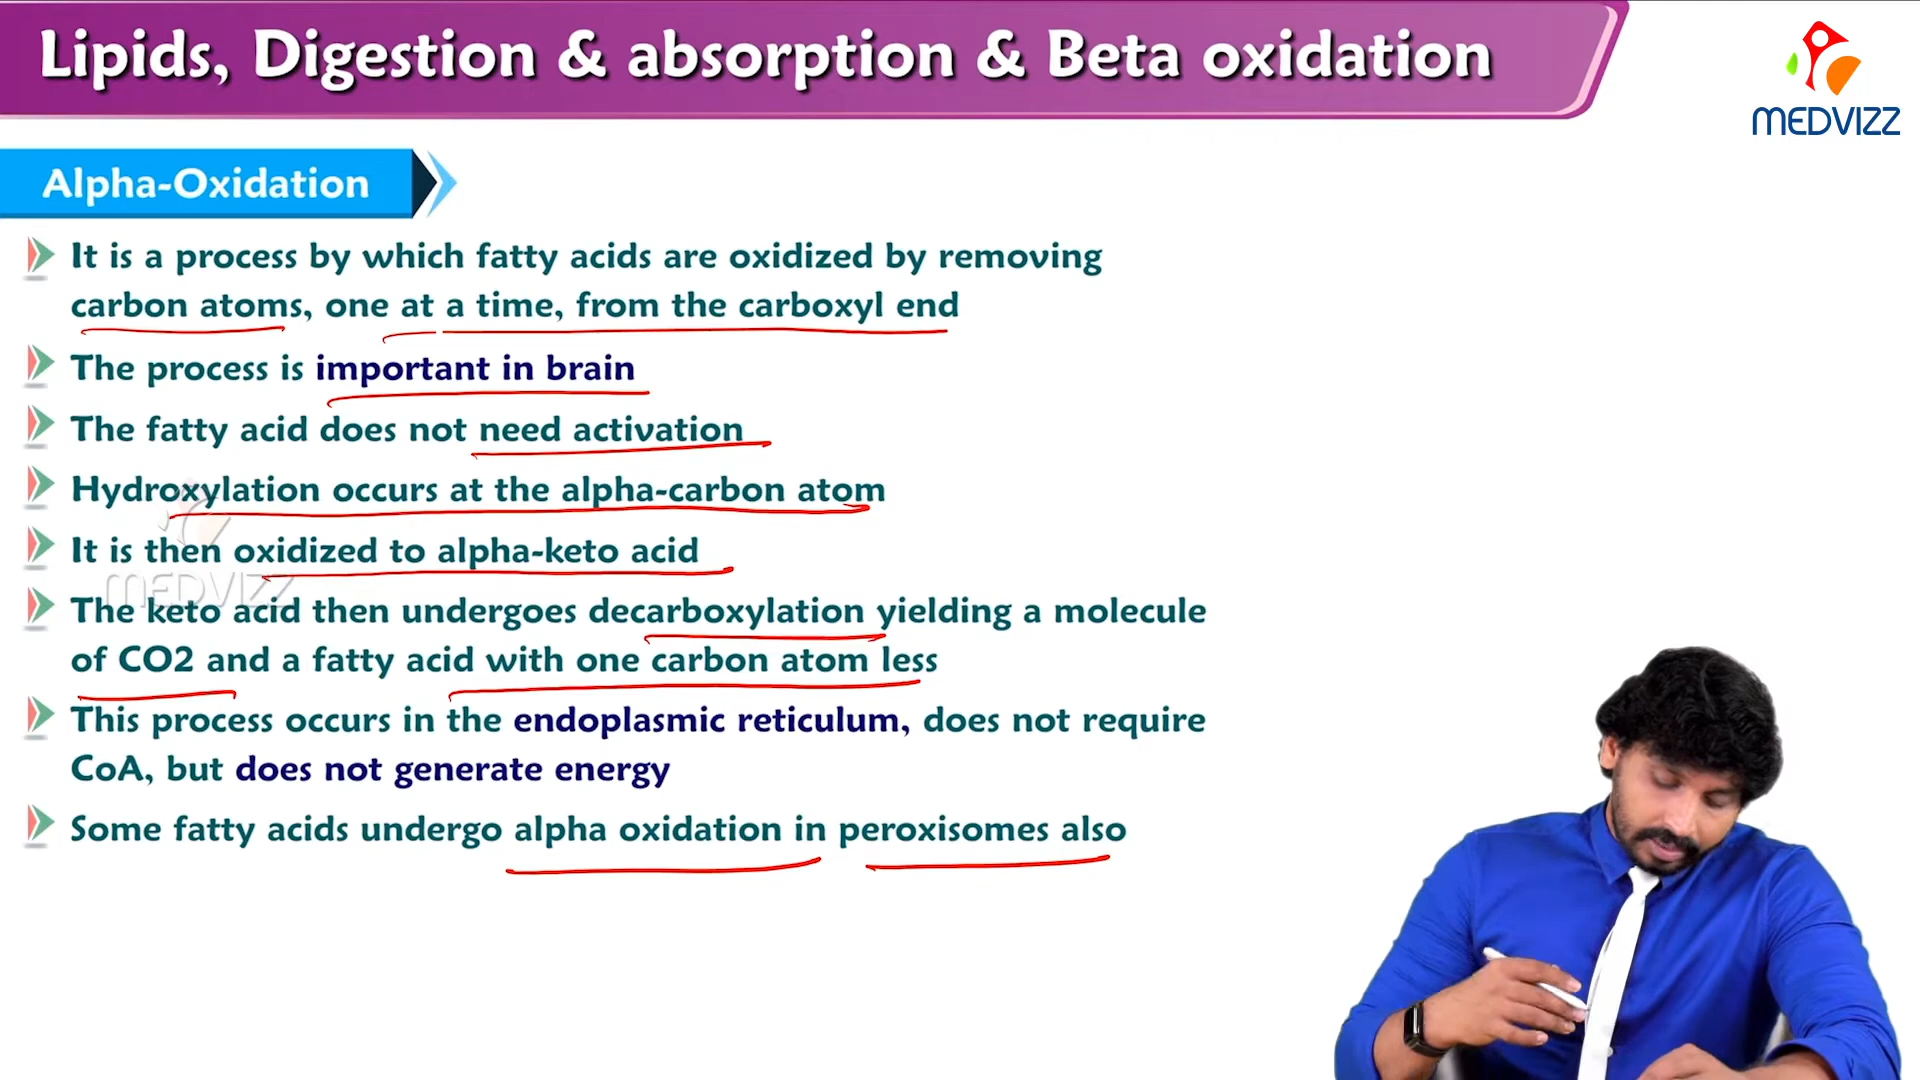 Lipids, Digestion & absorption & Beta oxidation
MEDVIZZ
Alpha-Oxidation
It is a process by which fatty acids are oxidized by removing
carbon atoms, one at a time, from the carboxyl end
The process is important in brain
The fatty acid does not need activation
Hydroxylation occurs at the alpha-carbon atom
It is then oxidized to alpha-keto acid
MEDVIZZ
The keto acid then undergoes decarboxylation yielding a molecule
of CO2 and a fatty acid with one carbon atom less
This process occurs in the endoplasmic reticulum, does not require
CoA, but does not generate energy
Some fatty acids undergo alpha oxidation in peroxisomes also